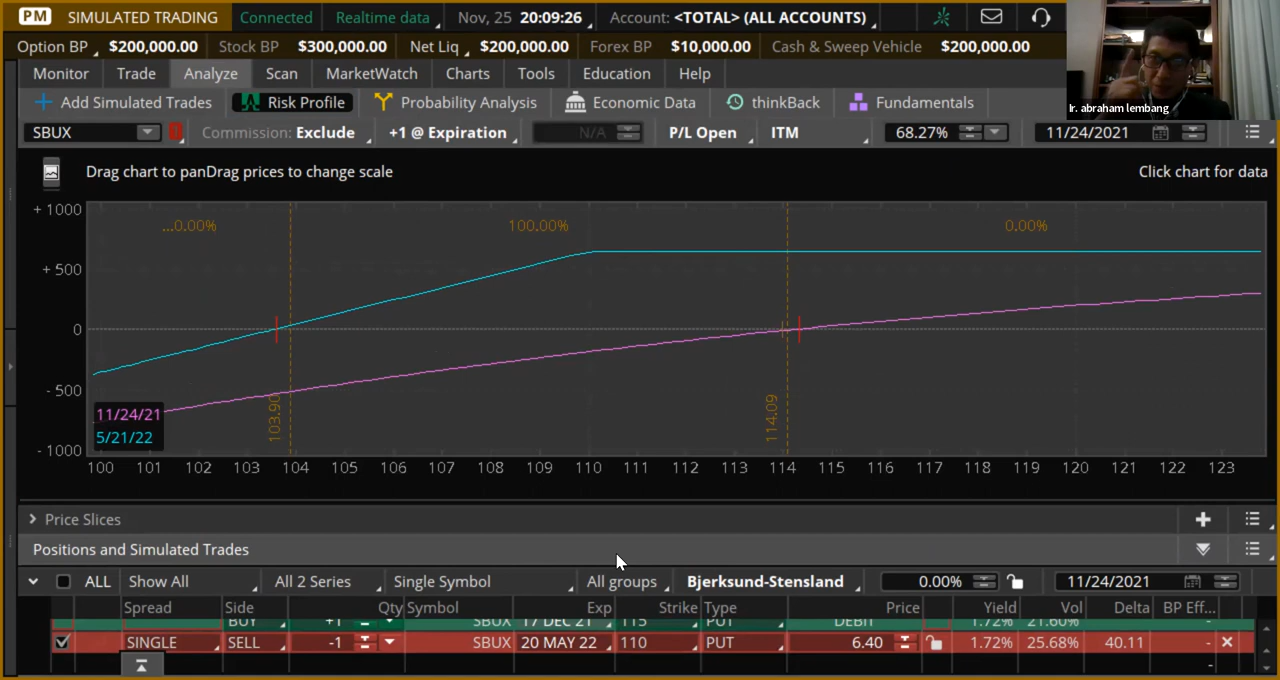 PM SIMULATED TRADING Connected Realtime data Nov, 25 20:09:26 Account: <TOTAL> (ALL ACCOUNTS)
Option BP $200,000.00 Stock BP $300,000.00 Net Liq $200,000.00 Forex BP $10,000.00 Cash & Sweep Vehicle $200,000.00
Monitor Trade Analyze Scan MarketWatch Charts Tools Education Help
Ir. abraham lembang
Add Simulated Trades Risk Profile Probability Analysis Economic Data thinkBack Fundamentals
SBUX Commission: Exclude +1 @ Expiration N/A P/L Open ITM 68.27% 11/24/2021
Drag chart to panDrag prices to change scale Click chart for data
+ 1000
...0.00% 100.00% 0.00%
+ 500
0
- 500
103.90 114.09
11/24/21
5/21/22
- 1000
100 101 102 103 104 105 106 107 108 109 110 111 112 113 114 115 116 117 118 119 120 121 122 123
Price Slices
Positions and Simulated Trades
ALL Show All All 2 Series Single Symbol All groups Bjerksund-Stensland 0.00% 11/24/2021
Spread Side Qty Symbol Exp Strike Type Price Yield Vol Delta BP Eff...
BUY +1 SBUX 17 DEC 21 115 PUT DEBIT 1.72% 21.60% -
SINGLE SELL -1 SBUX 20 MAY 22 110 PUT 6.40 1.72% 25.68% 40.11 -
-